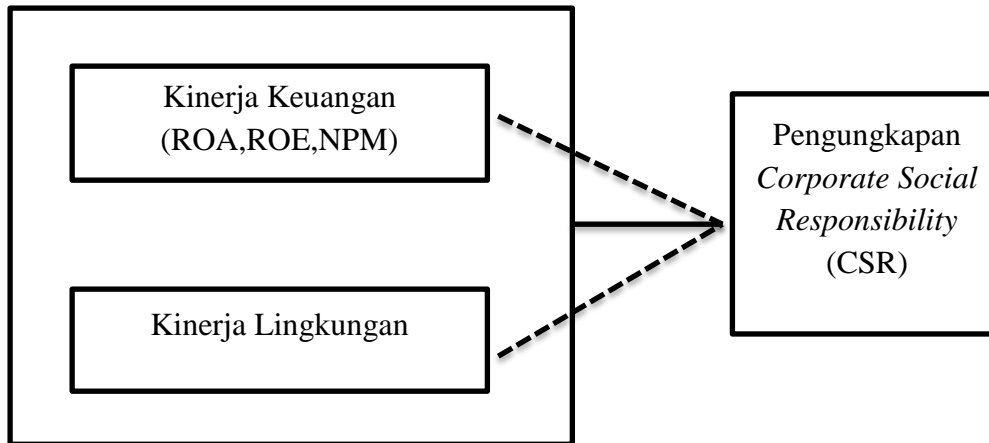 Kinerja Keuangan
(ROA,ROE,NPM)
Kinerja Lingkungan
Pengungkapan
Corporate Social
Responsibility
(CSR)